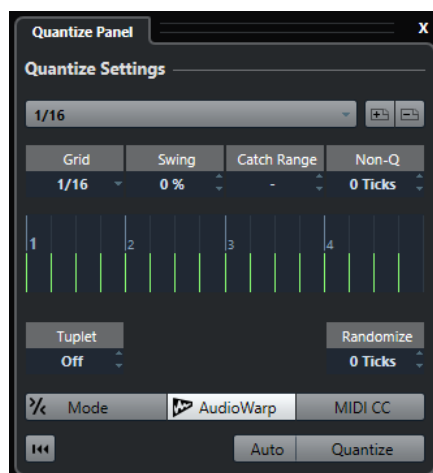 Quantize Panel X
Quantize Settings
1/16
Grid Swing Catch Range Non-Q
1/16 0 % - 0 Ticks
1 2 3 4
Tuplet Randomize
Off 0 Ticks
Mode AudioWarp MIDI CC
Auto Quantize